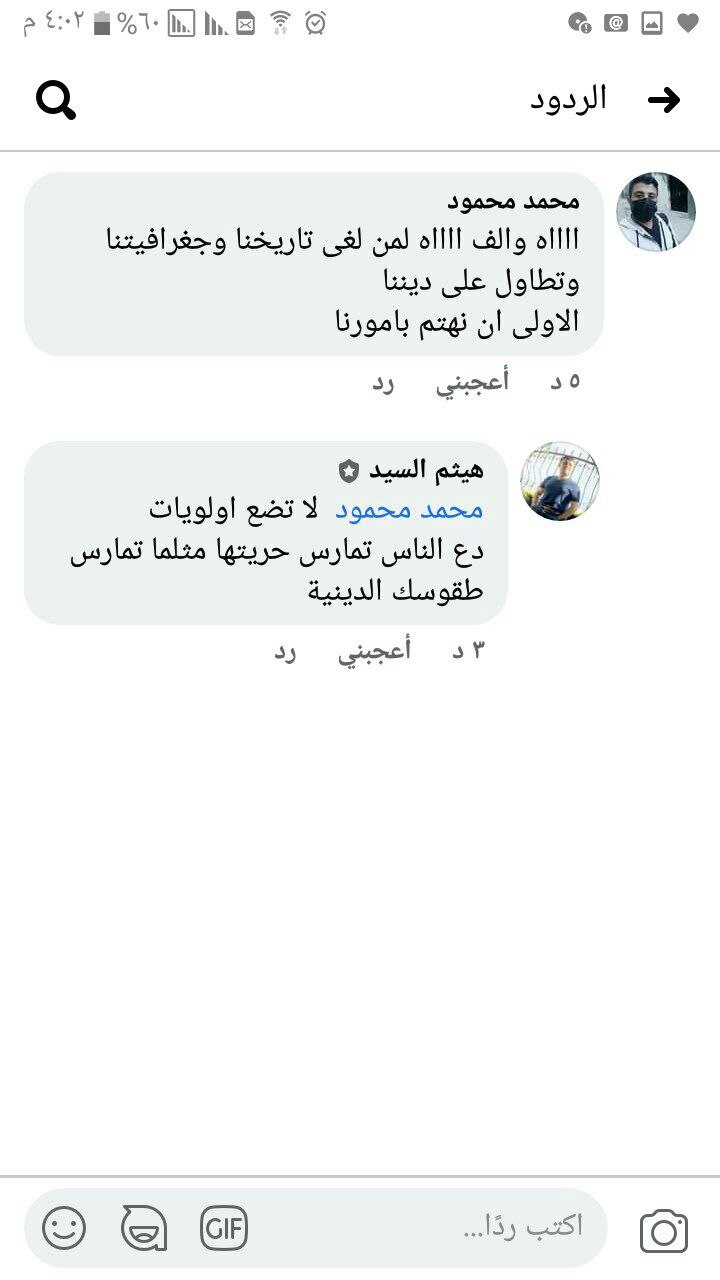 ٤:٠٢ م
٦٠%
الردود
محمد محمود
ااااه والف ااااه لمن لغى تاريخنا وجغرافيتنا
وتطاول على ديننا
الاولى ان نهتم بامورنا
٥ د أعجبني رد
هيثم السيد
محمد محمود لا تضع اولويات
دع الناس تمارس حريتها مثلما تمارس
طقوسك الدينية
٣ د أعجبني رد
اكتب ردًا...
GIF